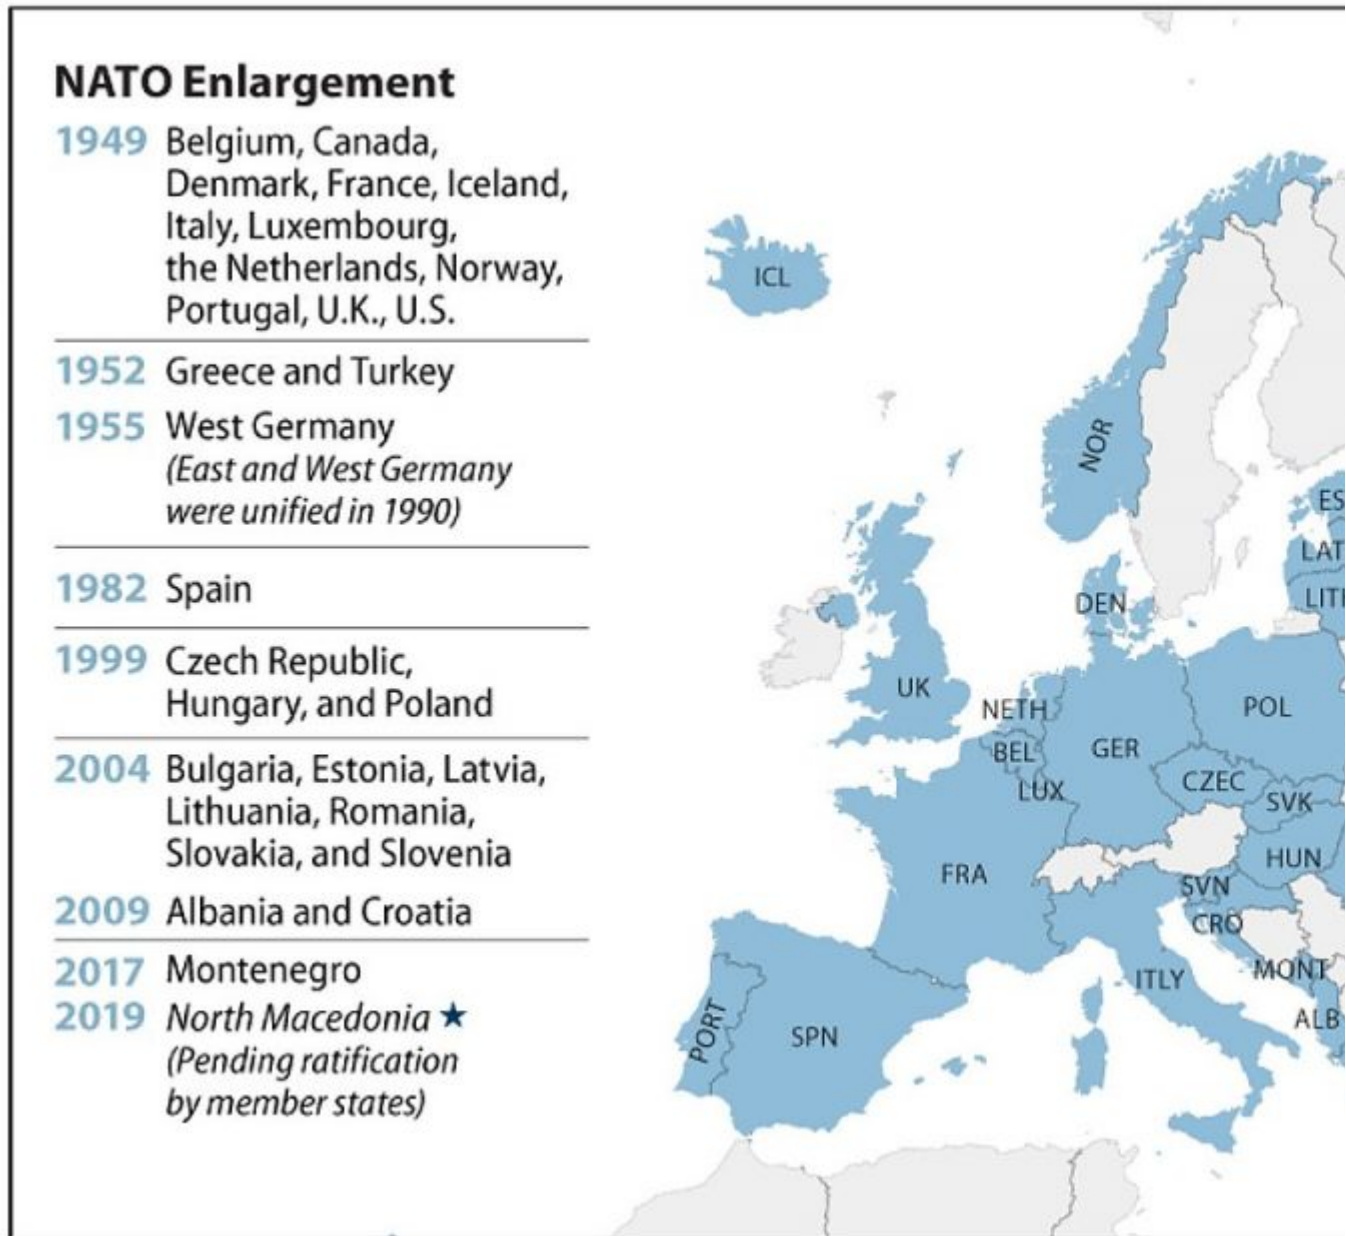 NATO Enlargement
1949 Belgium, Canada,
Denmark, France, Iceland,
Italy, Luxembourg,
the Netherlands, Norway,
Portugal, U.K., U.S.
1952 Greece and Turkey
1955 West Germany
(East and West Germany
were unified in 1990)
1982 Spain
1999 Czech Republic,
Hungary, and Poland
2004 Bulgaria, Estonia, Latvia,
Lithuania, Romania,
Slovakia, and Slovenia
2009 Albania and Croatia
2017 Montenegro
2019 North Macedonia ★
(Pending ratification
by member states)
ICL
NOR
ES
LAT
DEN
LIT
UK
NETH
POL
BEL
GER
LUX
CZEC
SVK
FRA
HUN
SVN
CRO
MONT
ITLY
ALB
PORT
SPN